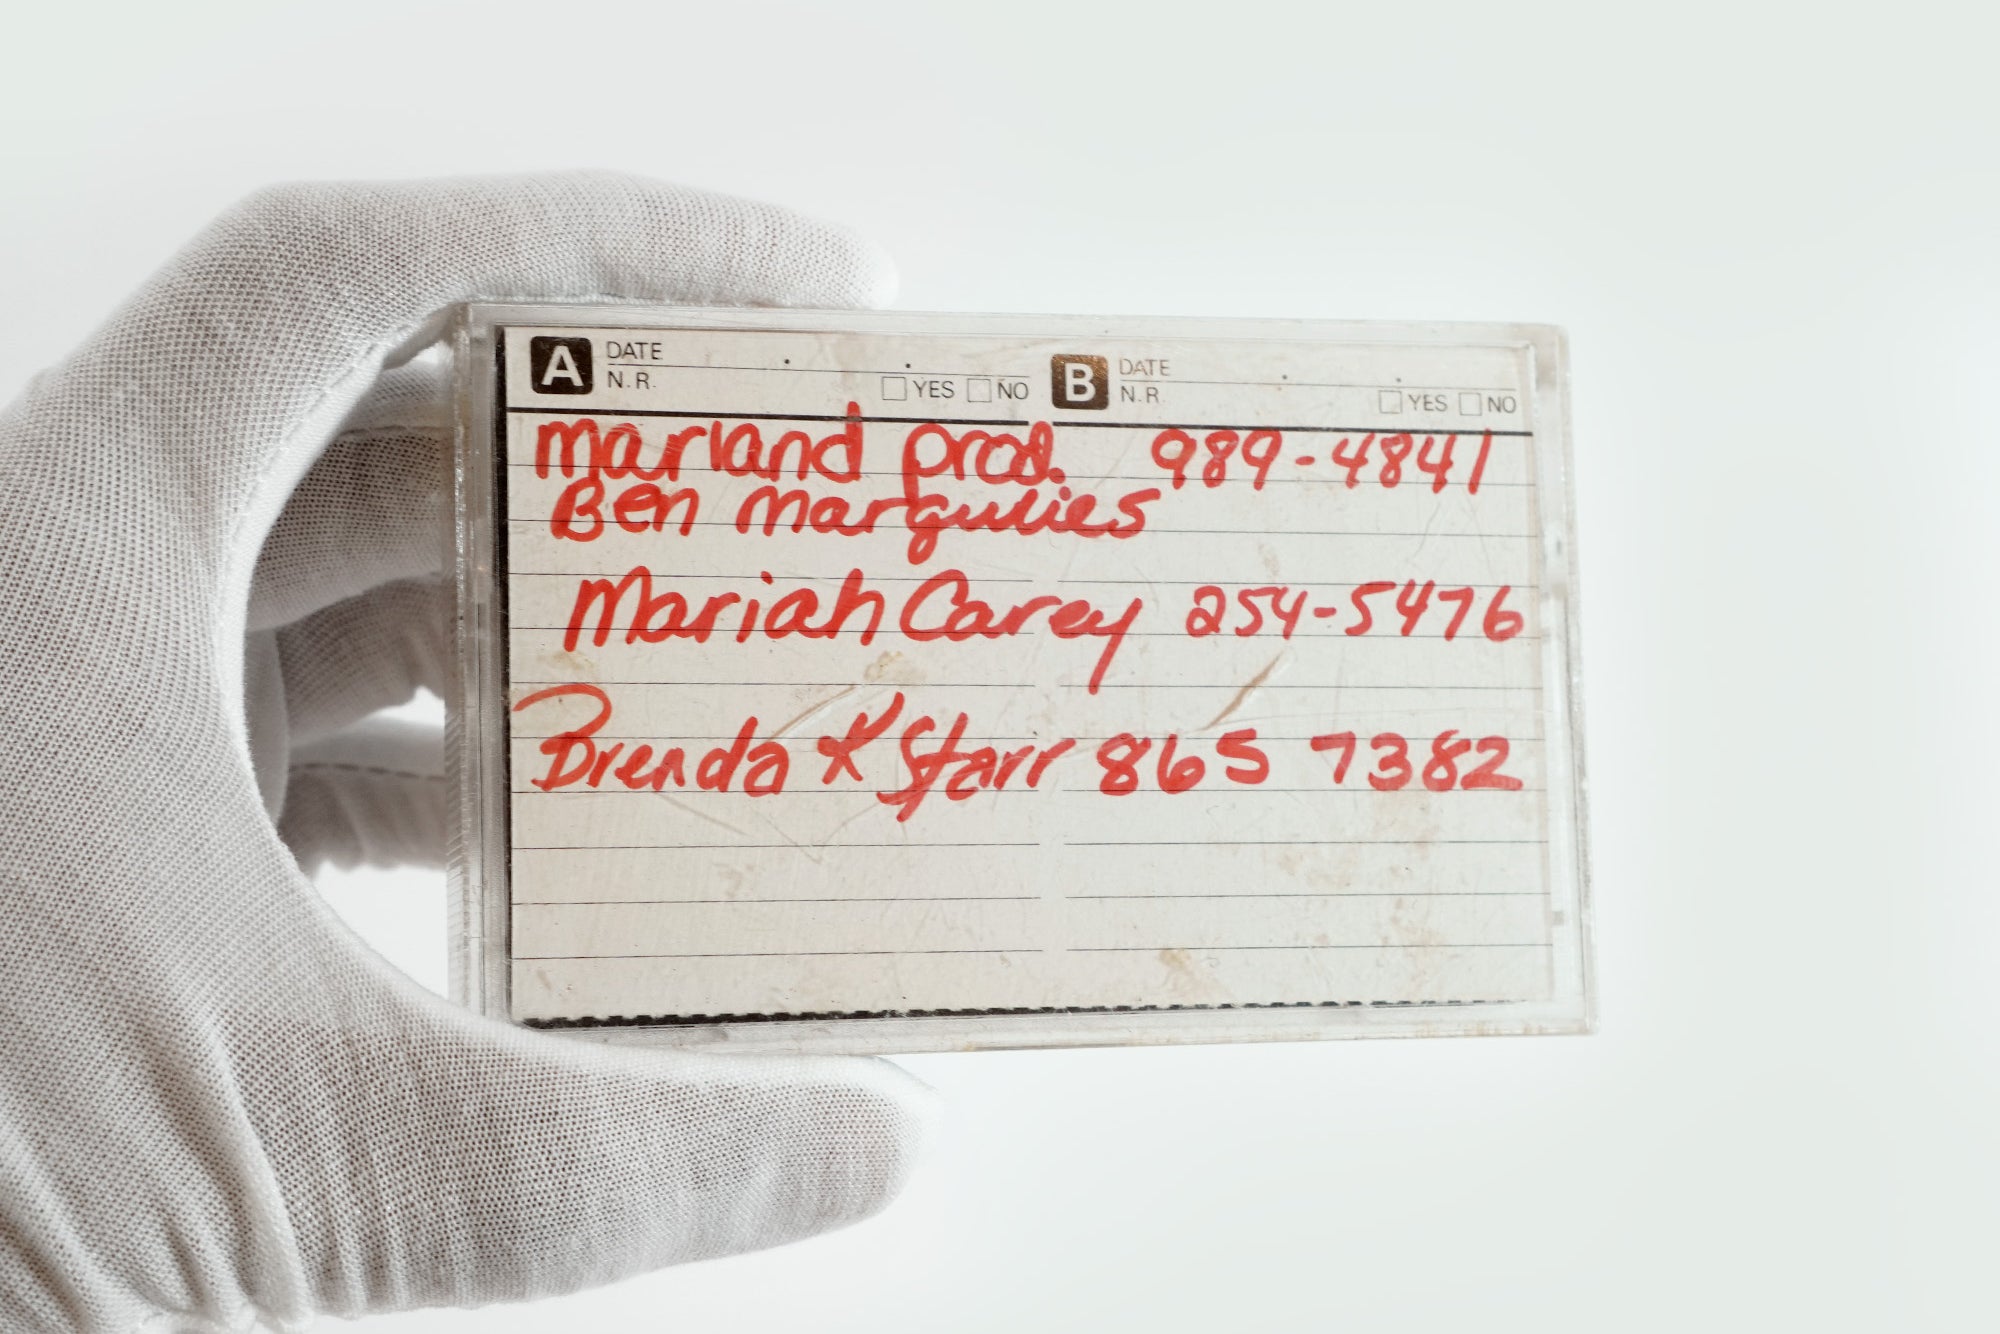 A DATE B DATE
N.R. YES NO N.R. YES NO
Marland prod. 989-4841
Ben Margulies
Mariah Carey 254-5476
Brenda K Starr 865 7382